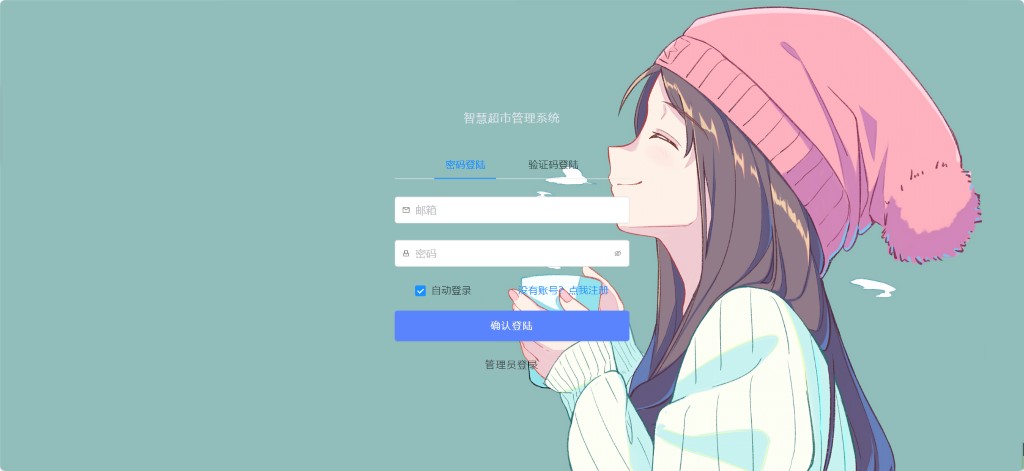 智慧超市管理系统
密码登陆 验证码登陆
邮箱
密码
自动登录 没有账号？点我注册
确认登陆
管理员登录